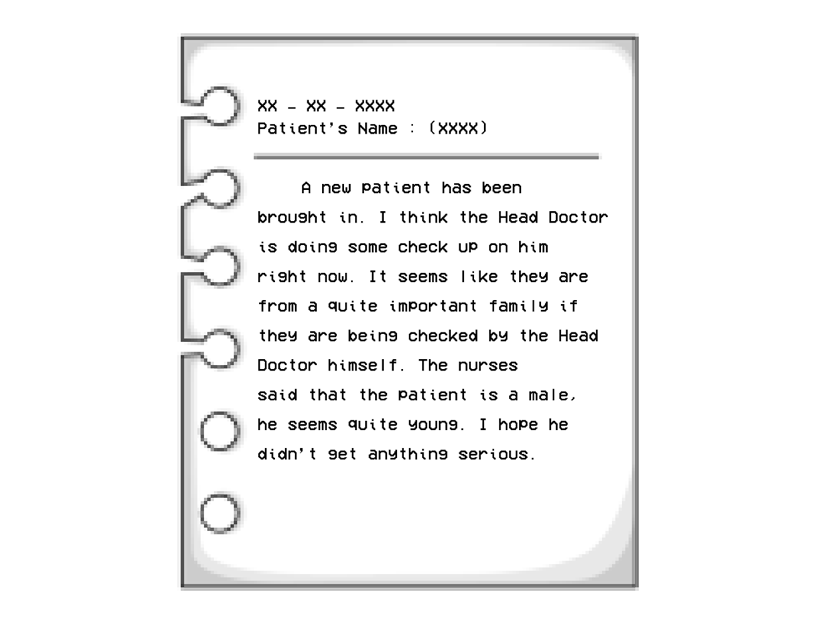 XX - XX - XXXX
Patient's Name : (XXXX)
A new patient has been
brought in. I think the Head Doctor
is doing some check up on him
right now. It seems like they are
from a quite important family if
they are being checked by the Head
Doctor himself. The nurses
said that the patient is a male,
he seems quite young. I hope he
didn't get anything serious.